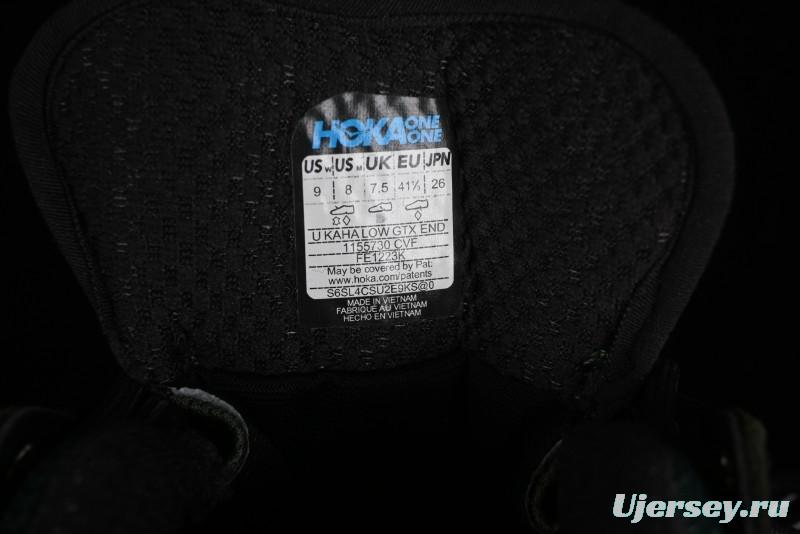 HOKA ONE ONE
US W US M UK EU JPN
9 8 7.5 41⅓ 26
U KAHA LOW GTX END
1155730 CVF
FE1223K
May be covered by Pat:
www.hoka.com/patents
S6SL4CSU2E9KS@0
MADE IN VIETNAM
FABRIQUE AU VIETNAM
HECHO EN VIETNAM
Ujersey.ru